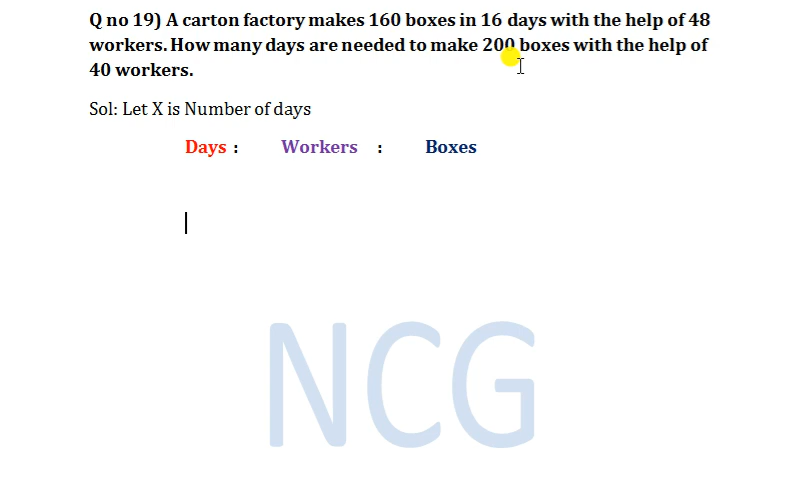 Q no 19) A carton factory makes 160 boxes in 16 days with the help of 48
workers. How many days are needed to make 200 boxes with the help of
40 workers.
Sol: Let X is Number of days
Days : Workers : Boxes
NCG